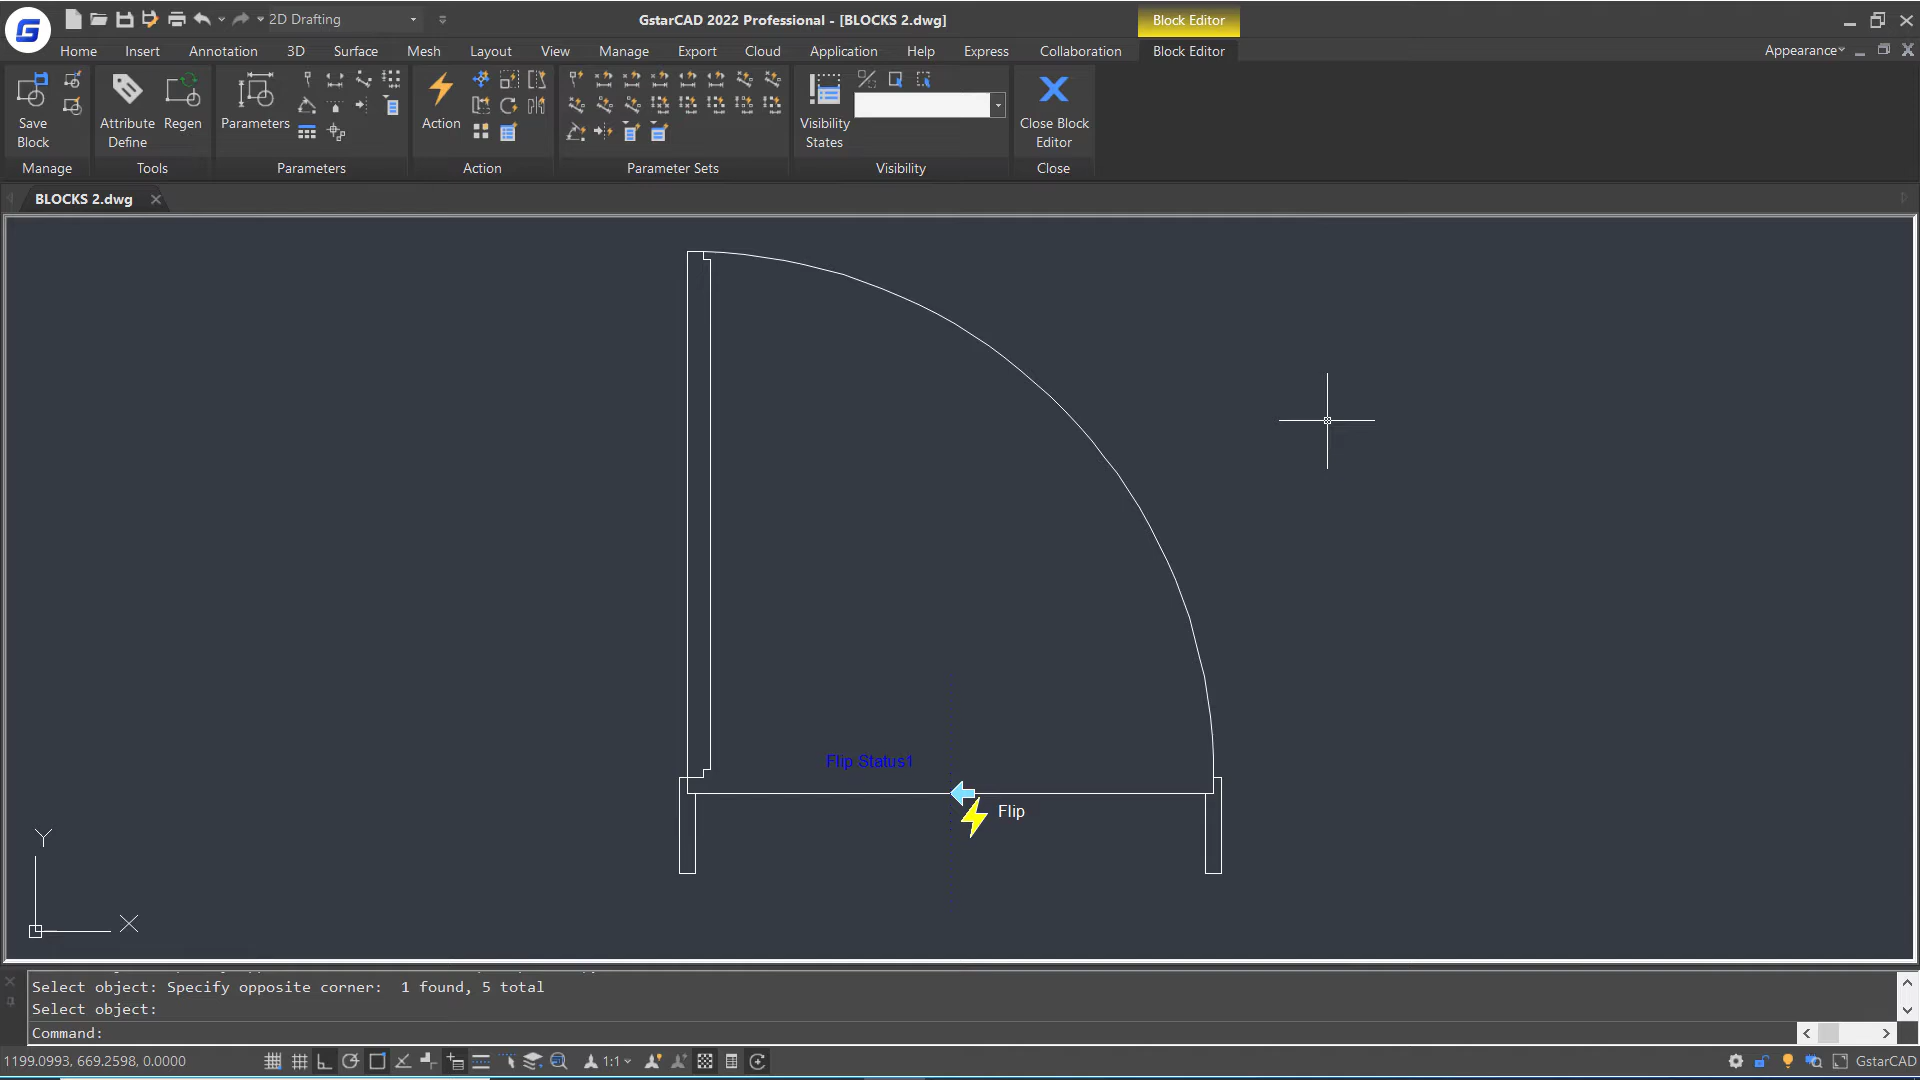 2D Drafting
GstarCAD 2022 Professional - [BLOCKS 2.dwg]
Block Editor
Home
Insert
Annotation
3D
Surface
Mesh
Layout
View
Manage
Export
Cloud
Application
Help
Express
Collaboration
Block Editor
Appearance
Save Block
Attribute Define
Regen
Parameters
Action
Visibility States
Close Block Editor
Manage
Tools
Parameters
Action
Parameter Sets
Visibility
Close
BLOCKS 2.dwg
Flip Status1
Flip
Y
X
Select object: Specify opposite corner:  1 found, 5 total
Select object:
Command:
1199.0993, 669.2598, 0.0000
1:1
GstarCAD